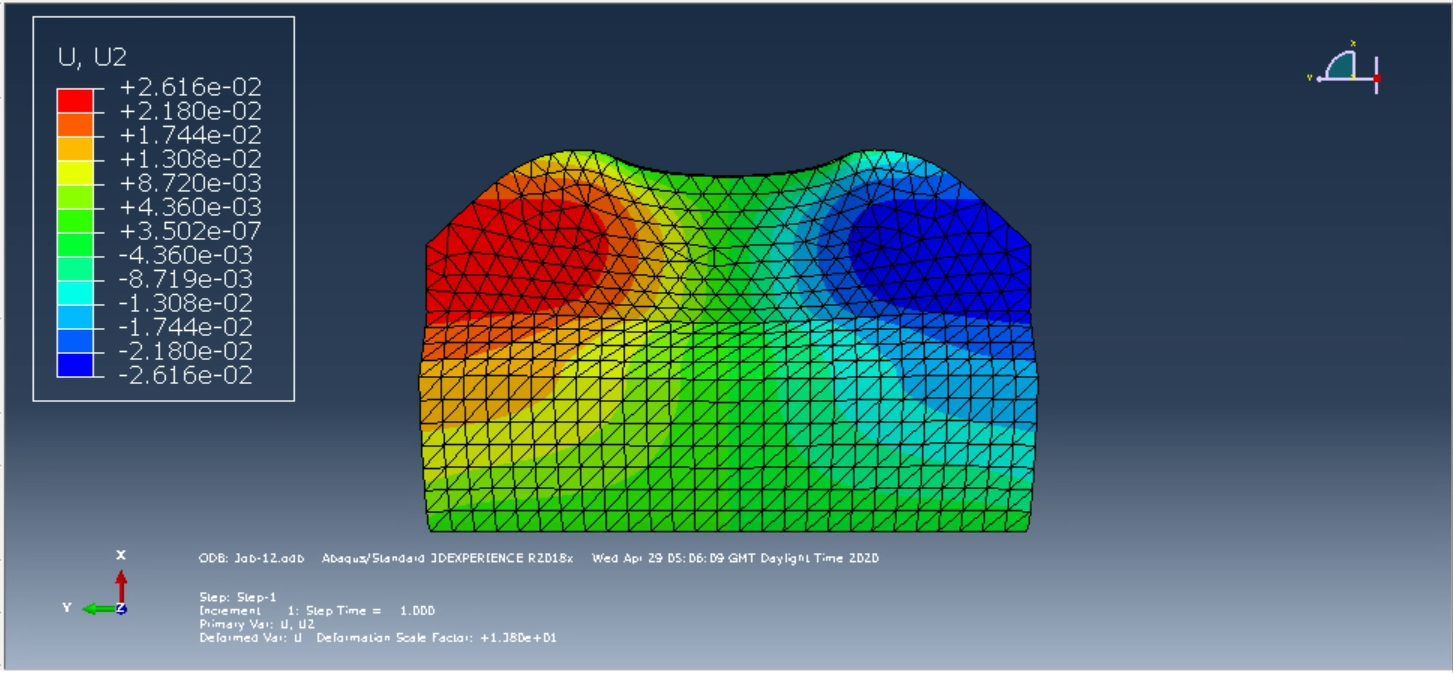 U, U2
+2.616e-02
+2.180e-02
+1.744e-02
+1.308e-02
+8.720e-03
+4.360e-03
+3.502e-07
-4.360e-03
-8.719e-03
-1.308e-02
-1.744e-02
-2.180e-02
-2.616e-02
X
Y
X
Y
Z
ODB: Job-12.odb Abaqus/Standard 3DEXPERIENCE R2018x Wed Apr 29 05:06:09 GMT Daylight Time 2020
Step: Step-1
Increment 1: Step Time = 1.000
Primary Var: U, U2
Deformed Var: U Deformation Scale Factor: +1.380e+01